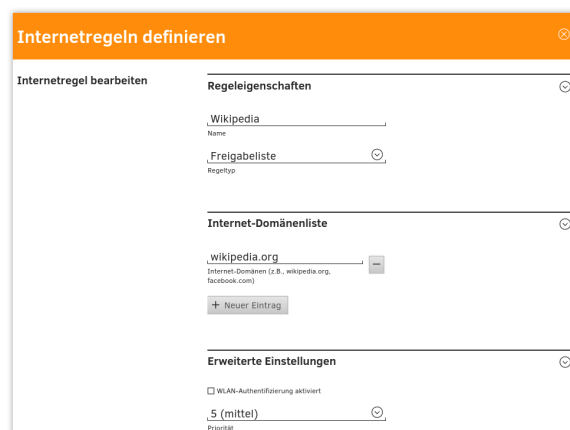 Internetregeln definieren
Internetregel bearbeiten
Regeleigenschaften
Wikipedia
Name
Freigabeliste
Regeltyp
Internet-Domänenliste
wikipedia.org
Internet-Domänen (z.B., wikipedia.org,
facebook.com)
+ Neuer Eintrag
Erweiterte Einstellungen
WLAN-Authentifizierung aktiviert
5 (mittel)
Priorität